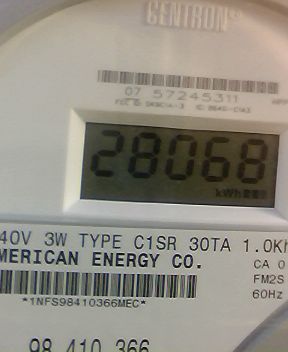 CENTRON®
07 57245311
28068
kWh
40V 3W TYPE C1SR 30TA 1.0Kh
MERICAN ENERGY CO.
CA 0
FM2S
60Hz
*1NFS98410366MEC*
98 410 366